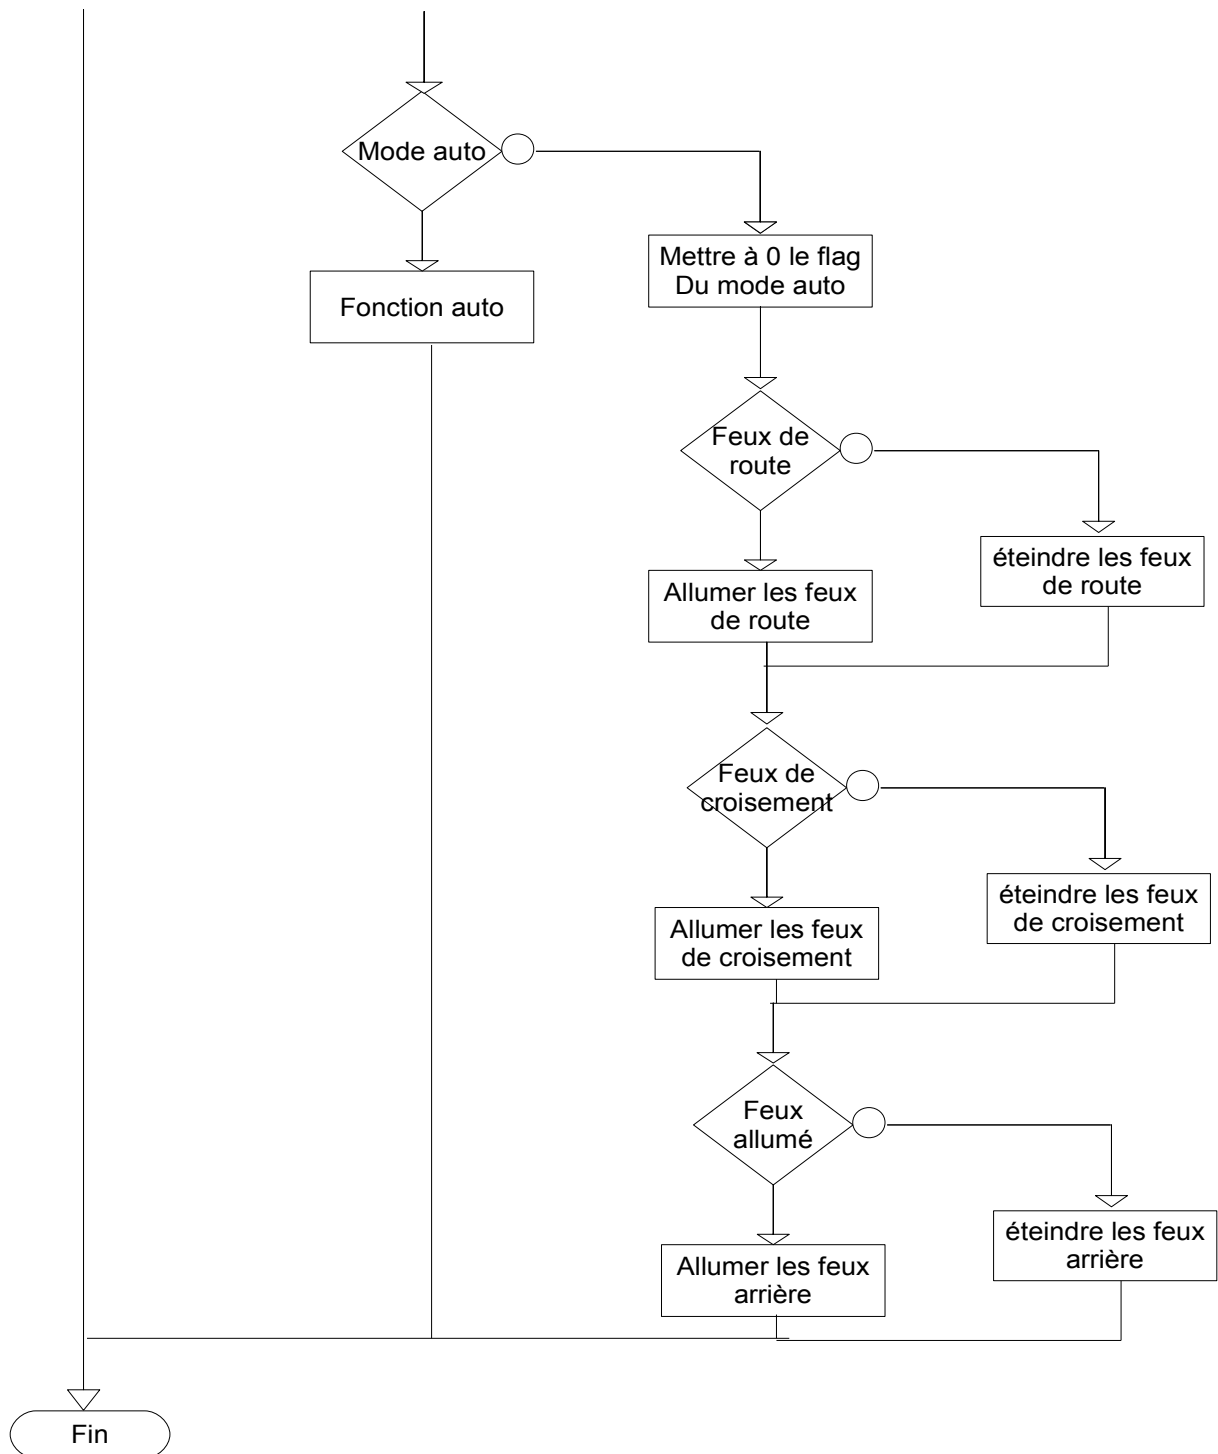 Mode auto
Mettre à 0 le flag
Du mode auto
Fonction auto
Feux de
route
éteindre les feux
de route
Allumer les feux
de route
Feux de
croisement
éteindre les feux
de croisement
Allumer les feux
de croisement
Feux
allumé
éteindre les feux
arrière
Allumer les feux
arrière
Fin